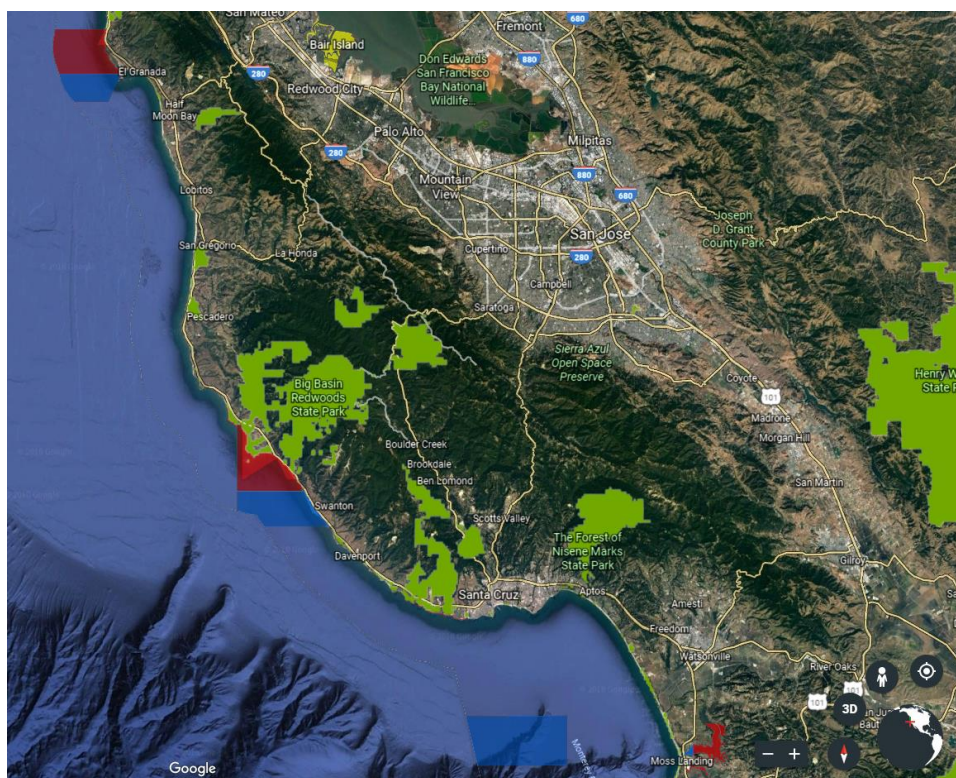 San Mateo
Fremont
680
880
Bair Island
280
El Granada
Redwood City
Don Edwards
San Francisco
Bay National
Wildlife...
Half
Moon Bay
Palo Alto
Milpitas
280
Mountain
View
880
680
Lobitos
Joseph
D. Grant
County Park
San Jose
San Gregorio
La Honda
Cupertino
280
Campbell
Saratoga
Pescadero
Sierra Azul
Open Space
Preserve
Big Basin
Redwoods
State Park
Coyote
Henry W
State P
101
Madrone
Morgan Hill
Boulder Creek
Brookdale
Ben Lomond
San Martin
Swanton
Scotts Valley
The Forest of
Nisene Marks
State Park
Davenport
Gilroy
Santa Cruz
Aptos
Amesti
Freedom
Watsonville
River Oaks
101
101
3D
Moss Landing
Google